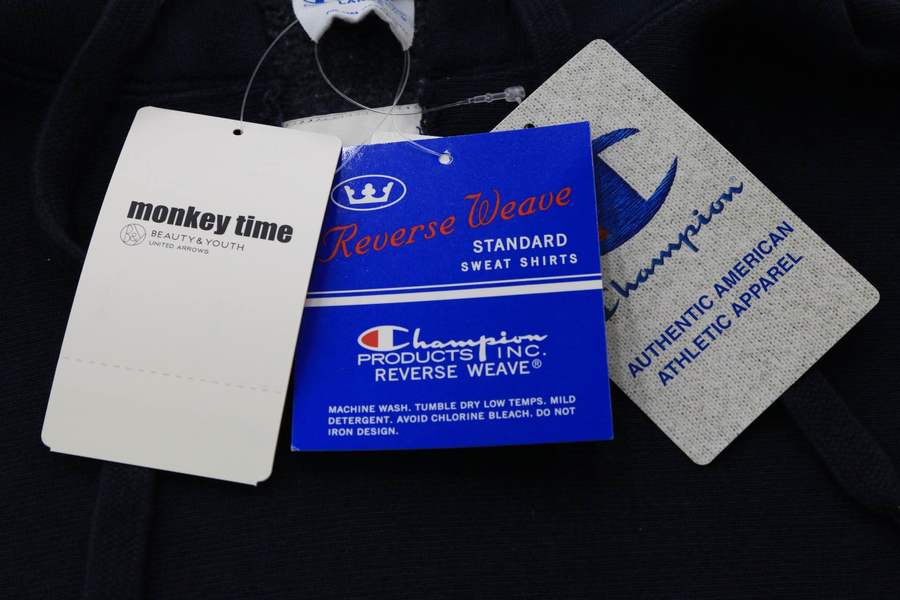 monkey time
BEAUTY & YOUTH
UNITED ARROWS
Reverse Weave
STANDARD
SWEAT SHIRTS
Champion
PRODUCTS INC.
REVERSE WEAVE®
MACHINE WASH. TUMBLE DRY LOW TEMPS. MILD
DETERGENT. AVOID CHLORINE BLEACH. DO NOT
IRON DESIGN.
Champion
AUTHENTIC AMERICAN
ATHLETIC APPAREL